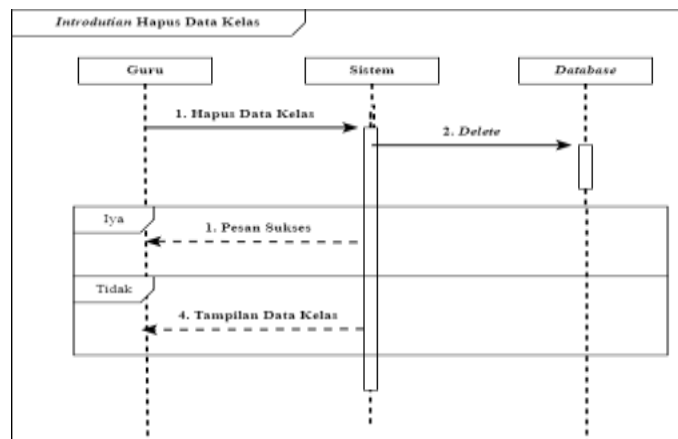 Introdutian Hapus Data Kelas
Guru
Sistem
Database
1. Hapus Data Kelas
2. Delete
Iya
1. Pesan Sukses
Tidak
4. Tampilan Data Kelas